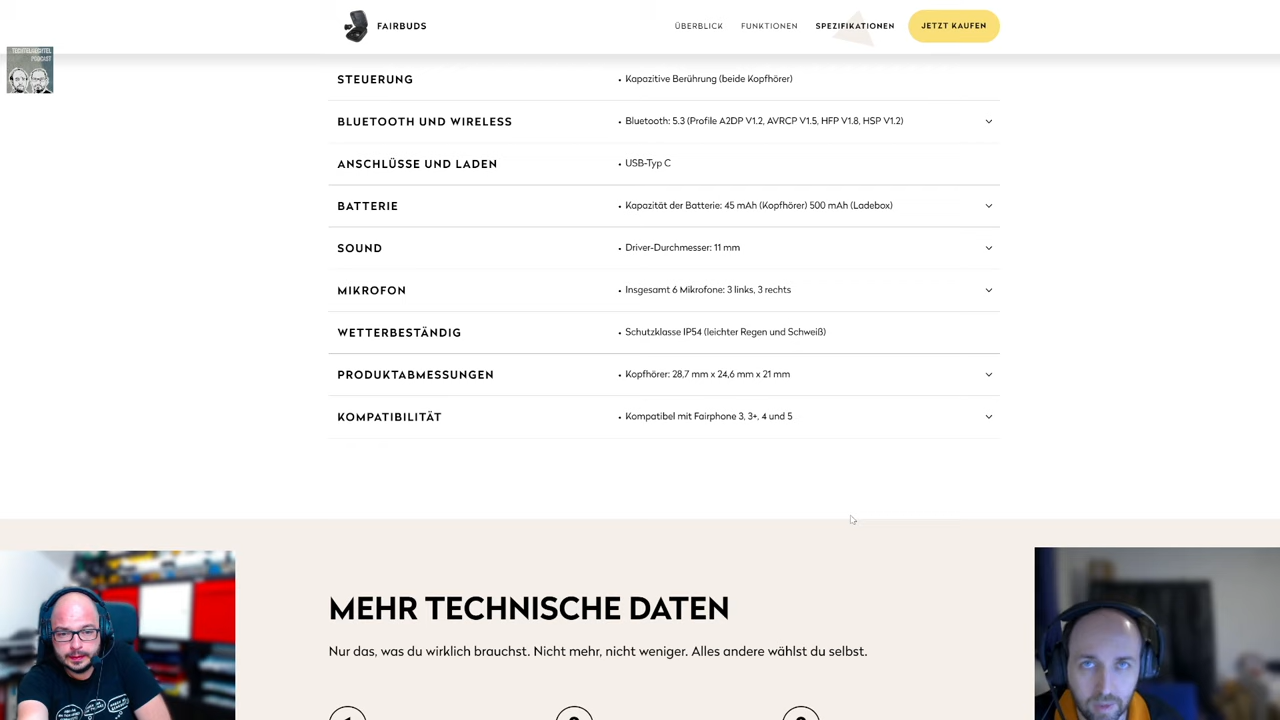 FAIRBUDS
ÜBERBLICK
FUNKTIONEN
SPEZIFIKATIONEN
JETZT KAUFEN
TECHTELMECHTEL
PODCAST
STEUERUNG
• Kapazitive Berührung (beide Kopfhörer)
BLUETOOTH UND WIRELESS
• Bluetooth: 5.3 (Profile A2DP V1.2, AVRCP V1.5, HFP V1.8, HSP V1.2)
ANSCHLÜSSE UND LADEN
• USB-Typ C
BATTERIE
• Kapazität der Batterie: 45 mAh (Kopfhörer) 500 mAh (Ladebox)
SOUND
• Driver-Durchmesser: 11 mm
MIKROFON
• Insgesamt 6 Mikrofone: 3 links, 3 rechts
WETTERBESTÄNDIG
• Schutzklasse IP54 (leichter Regen und Schweiß)
PRODUKTABMESSUNGEN
• Kopfhörer: 28,7 mm x 24,6 mm x 21 mm
KOMPATIBILITÄT
• Kompatibel mit Fairphone 3, 3+, 4 und 5
MEHR TECHNISCHE DATEN
Nur das, was du wirklich brauchst. Nicht mehr, nicht weniger. Alles andere wählst du selbst.